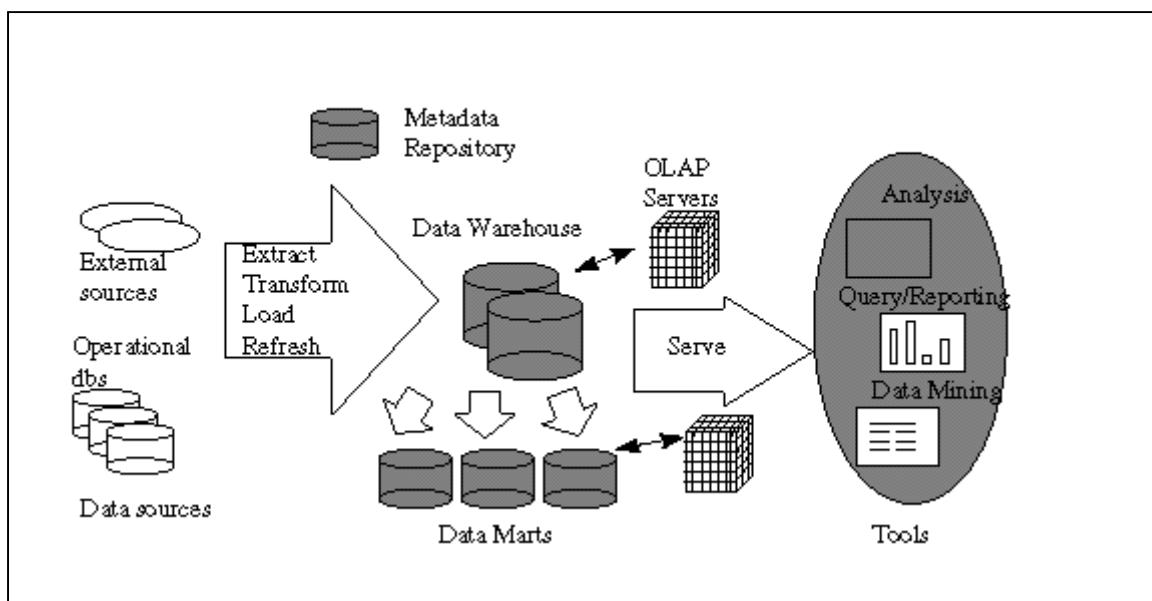 Metadata
Repository
OLAP
Servers
Analysis
Data Warehouse
External
sources
Extract
Transform
Load
Refresh
Query/Reporting
Operational
dbs
Serve
Data Mining
Data sources
Data Marts
Tools